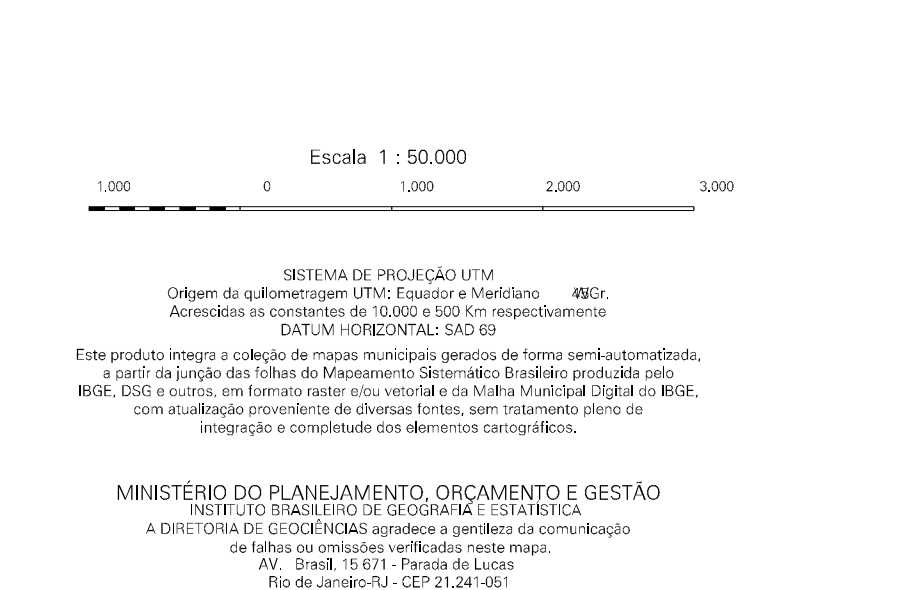 Escala 1 : 50.000
1.000 0 1.000 2.000 3.000
SISTEMA DE PROJEÇÃO UTM
Origem da quilometragem UTM: Equador e Meridiano Gr.
Acrescidas as constantes de 10.000 e 500 Km respectivamente
DATUM HORIZONTAL: SAD 69
Este produto integra a coleção de mapas municipais gerados de forma semi-automatizada,
a partir da junção das folhas do Mapeamento Sistemático Brasileiro produzida pelo
IBGE, DSG e outros, em formato raster e/ou vetorial e da Malha Municipal Digital do IBGE,
com atualização proveniente de diversas fontes, sem tratamento pleno de
integração e completude dos elementos cartográficos.
MINISTÉRIO DO PLANEJAMENTO, ORÇAMENTO E GESTÃO
INSTITUTO BRASILEIRO DE GEOGRAFIA E ESTATÍSTICA
A DIRETORIA DE GEOCIÊNCIAS agradece a gentileza da comunicação
de falhas ou omissões verificadas neste mapa.
AV. Brasil, 15 671 - Parada de Lucas
Rio de Janeiro-RJ - CEP 21.241-051